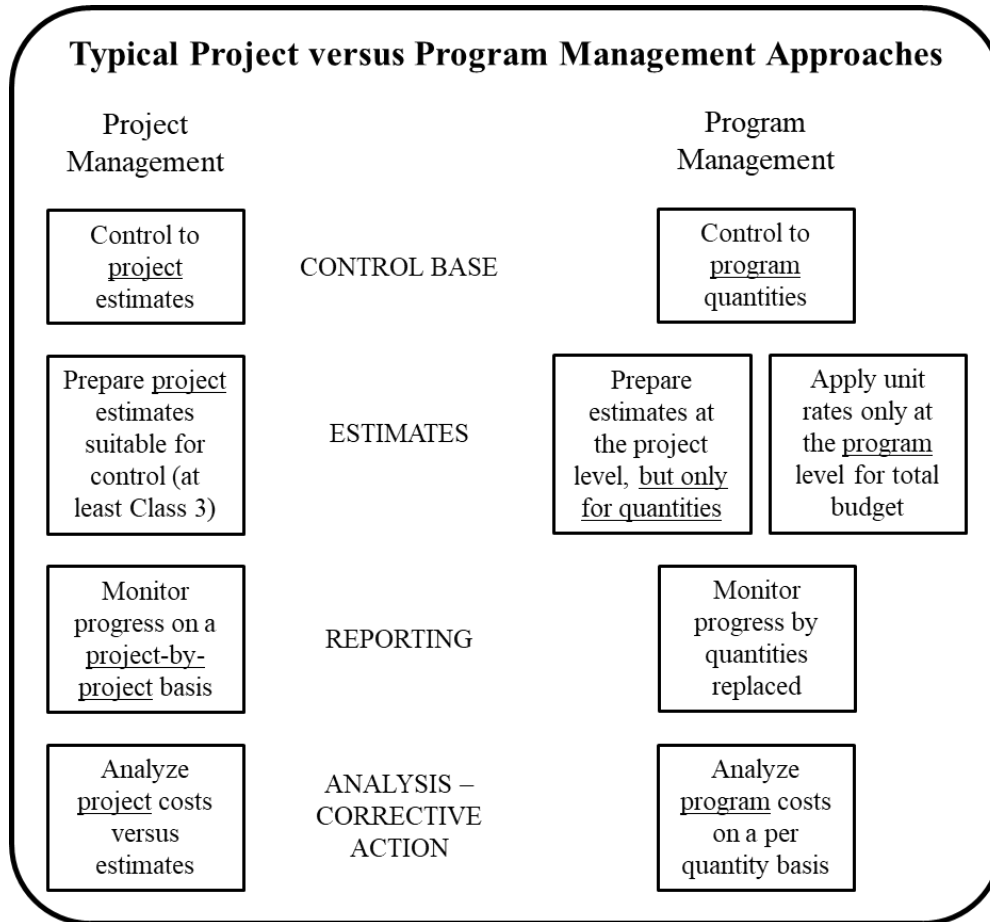 Typical Project versus Program Management Approaches
Project
Management
Program
Management
Control to
project
estimates
CONTROL BASE
Control to
program
quantities
Prepare project
estimates
suitable for
control (at
least Class 3)
ESTIMATES
Prepare
estimates at
the project
level, but only
for quantities
Apply unit
rates only at
the program
level for total
budget
Monitor
progress on a
project-by-
project basis
REPORTING
Monitor
progress by
quantities
replaced
Analyze
project costs
versus
estimates
ANALYSIS –
CORRECTIVE
ACTION
Analyze
program costs
on a per
quantity basis